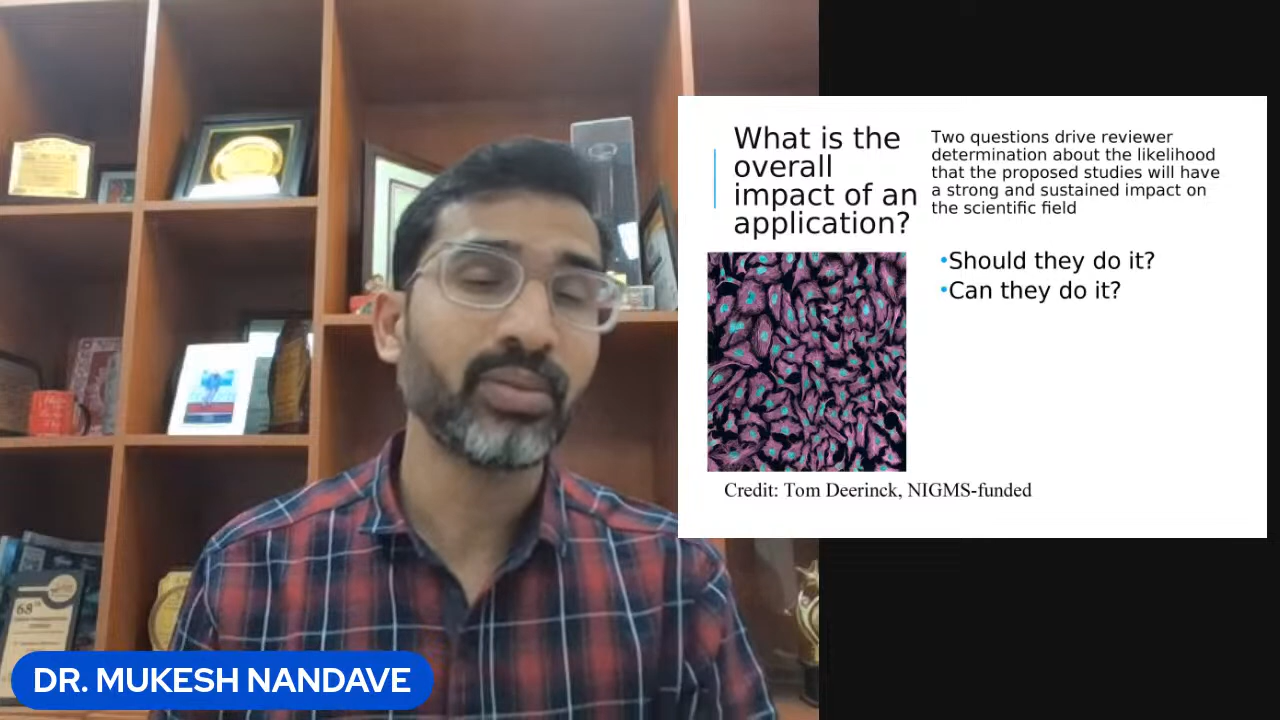 What is the
overall
impact of an
application?
Two questions drive reviewer
determination about the likelihood
that the proposed studies will have
a strong and sustained impact on
the scientific field
•Should they do it?
•Can they do it?
Credit: Tom Deerinck, NIGMS-funded
68th
DR. MUKESH NANDAVE